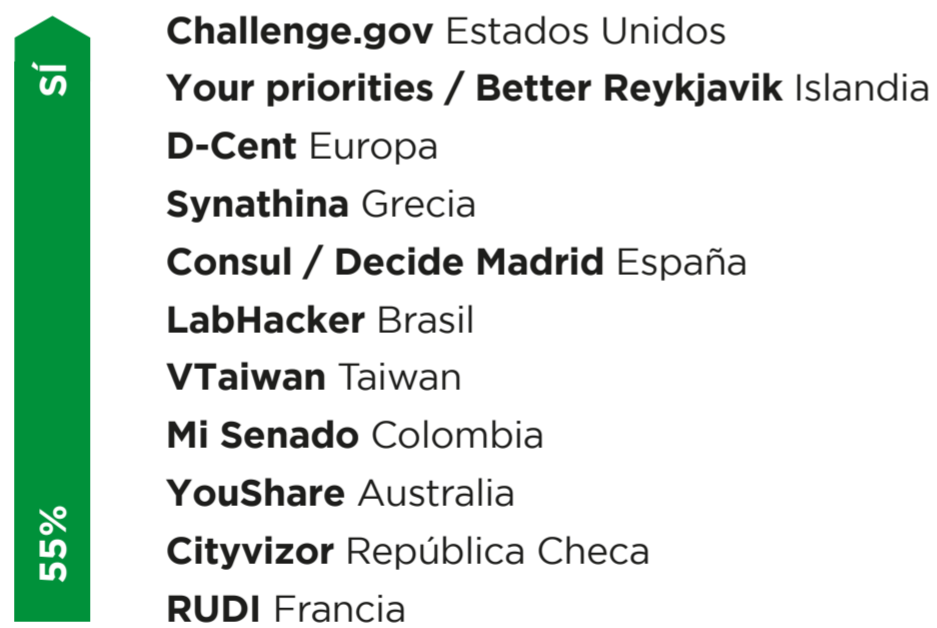 SÍ
55%
Challenge.gov Estados Unidos
Your priorities / Better Reykjavik Islandia
D-Cent Europa
Synathina Grecia
Consul / Decide Madrid España
LabHacker Brasil
VTaiwan Taiwan
Mi Senado Colombia
YouShare Australia
Cityvizor República Checa
RUDI Francia